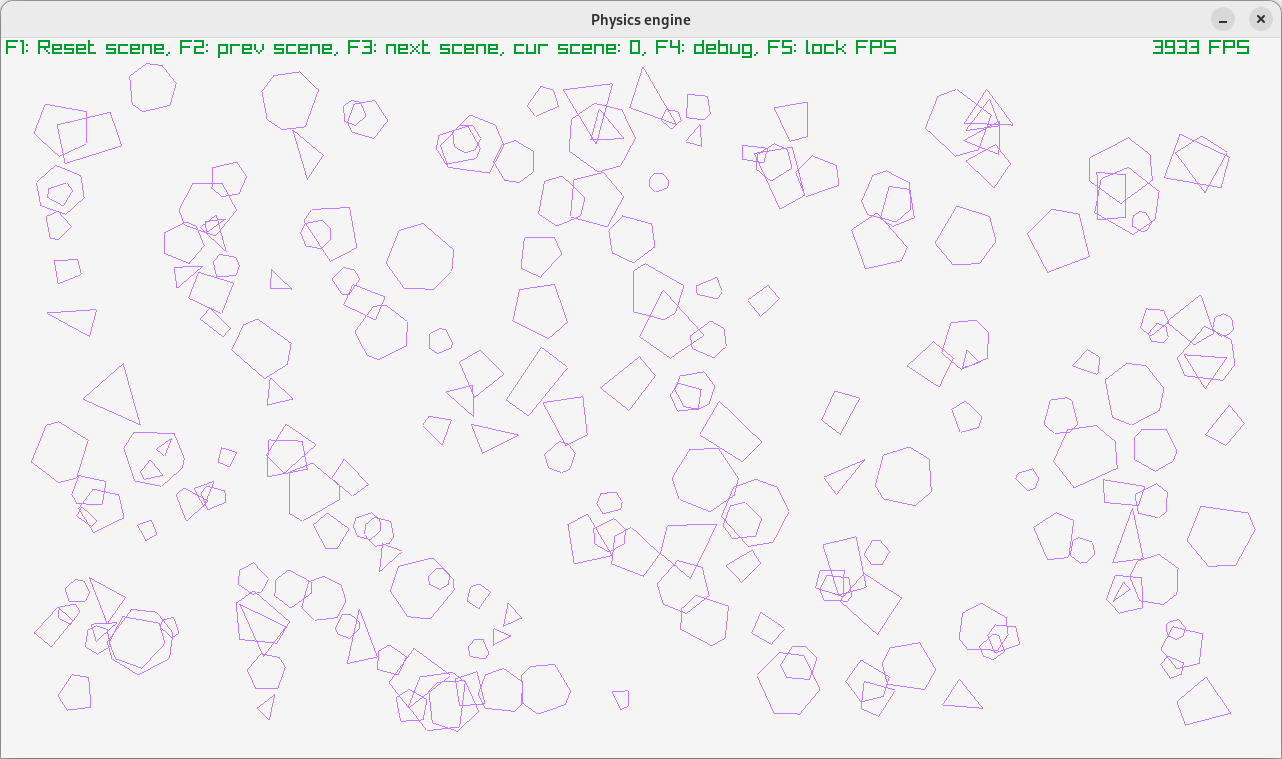 Physics engine
F1: Reset scene, F2: prev scene, F3: next scene, cur scene: 0, F4: debug, F5: lock FPS
3933 FPS